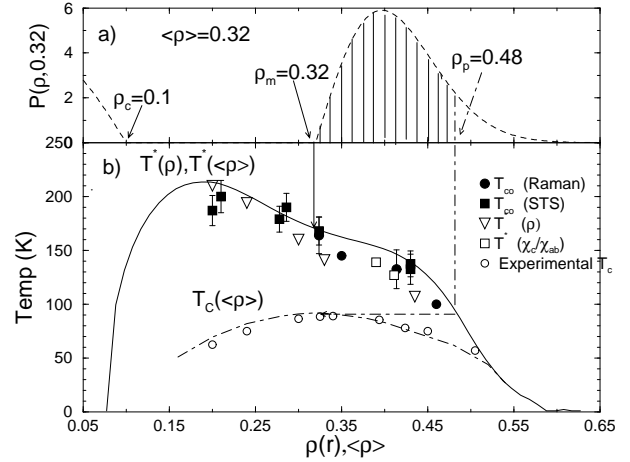 6
4
2
0
P(ρ,0.32)
a)
<ρ>=0.32
ρc=0.1
ρm=0.32
ρp=0.48
250
200
150
100
50
0
Temp (K)
b)
T*(ρ),T*(<ρ>)
Tco (Raman)
Tco (STS)
T* (ρ)
T* (χc/χab)
Experimental Tc
TC(<ρ>)
0.05 0.15 0.25 0.35 0.45 0.55 0.65
ρ(r),<ρ>